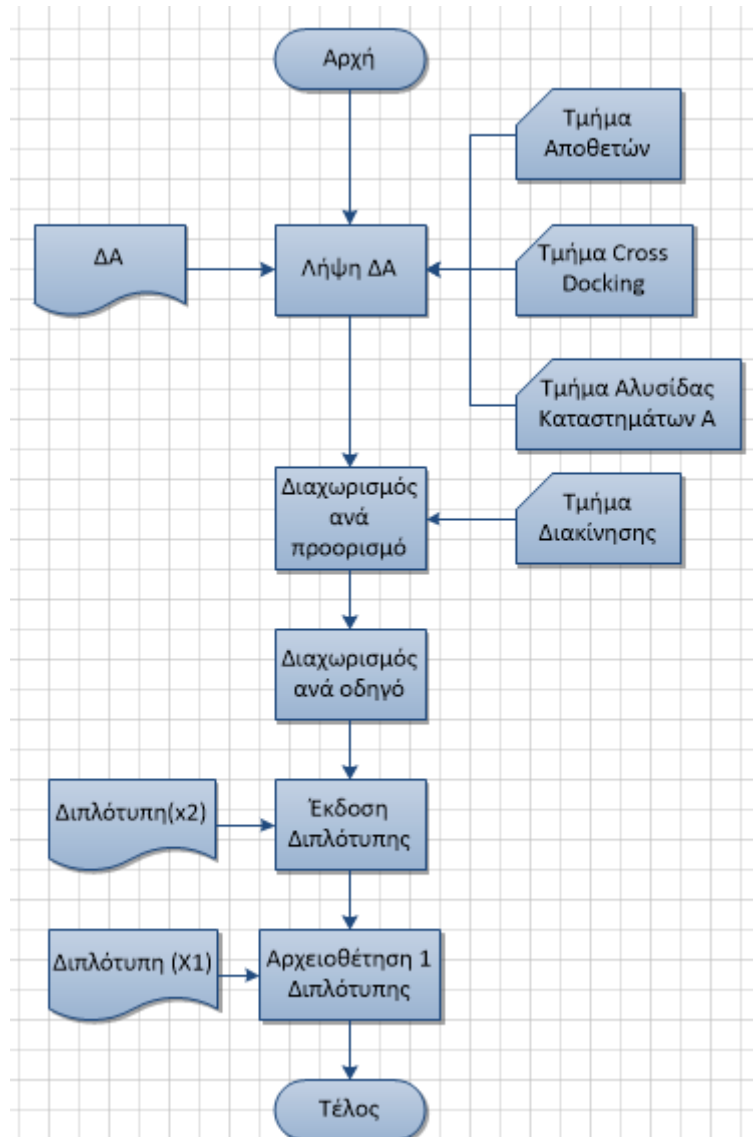 Αρχή
Τμήμα
Αποθετών
ΔΑ
Λήψη ΔΑ
Τμήμα Cross
Docking
Τμήμα Αλυσίδας
Καταστημάτων Α
Διαχωρισμός
ανά
προορισμό
Τμήμα
Διακίνησης
Διαχωρισμός
ανά οδηγό
Διπλότυπη(x2)
Έκδοση
Διπλότυπης
Διπλότυπη (X1)
Αρχειοθέτηση 1
Διπλότυπης
Τέλος